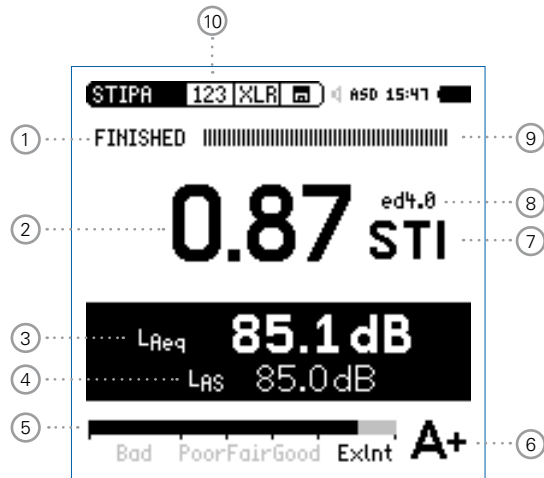 10
STIPA 123 XLR ASD 15:47
1 FINISHED 9
2 0.87 ed4.0 8
STI 7
3 LAeq 85.1 dB
4 LAS 85.0 dB
5 Bad Poor Fair Good Exlnt A+ 6